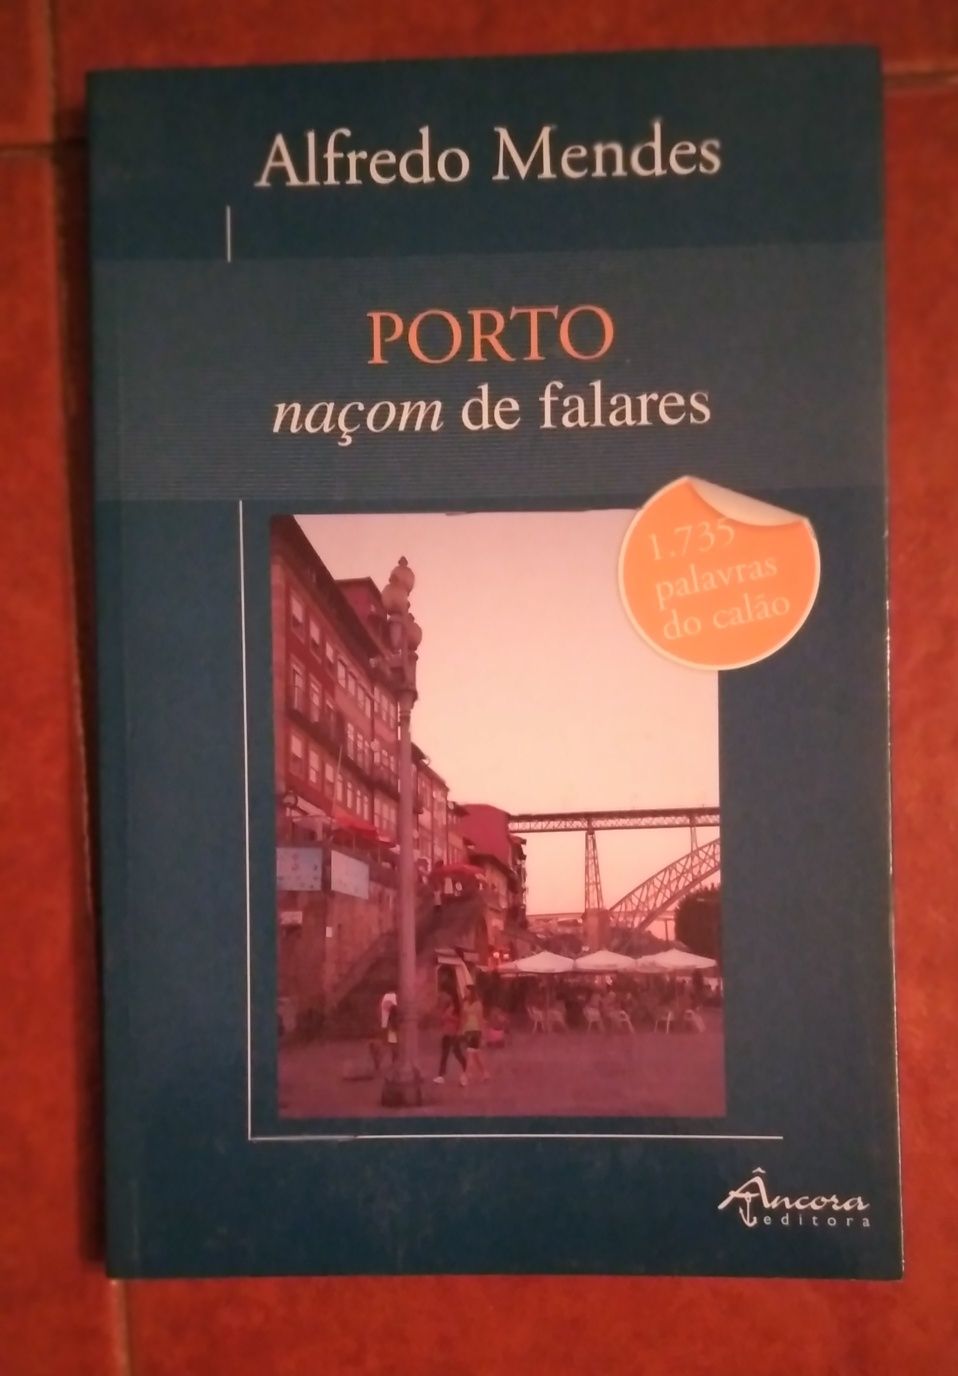 Alfredo Mendes
PORTO
naçom de falares
1.735
palavras
do calão
Âncora
editora